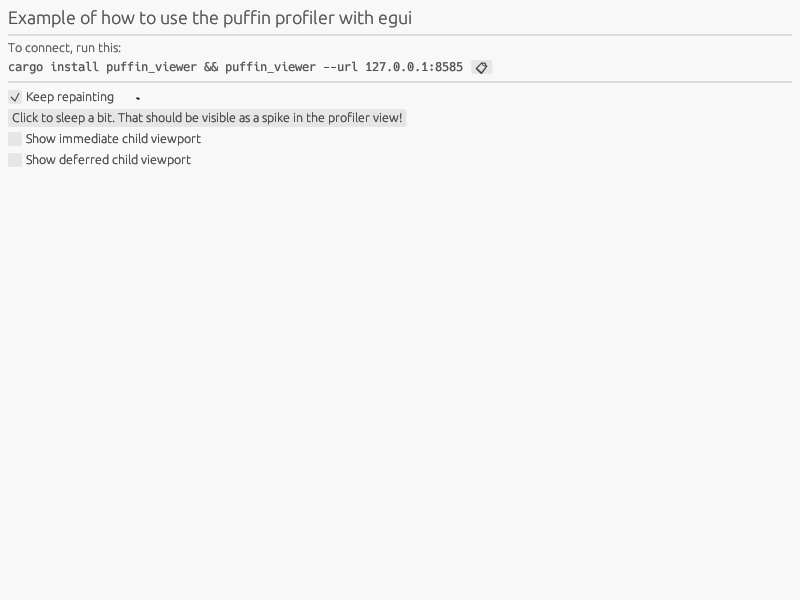 Example of how to use the puffin profiler with egui
To connect, run this:
cargo install puffin_viewer && puffin_viewer --url 127.0.0.1:8585
Keep repainting
Click to sleep a bit. That should be visible as a spike in the profiler view!
Show immediate child viewport
Show deferred child viewport